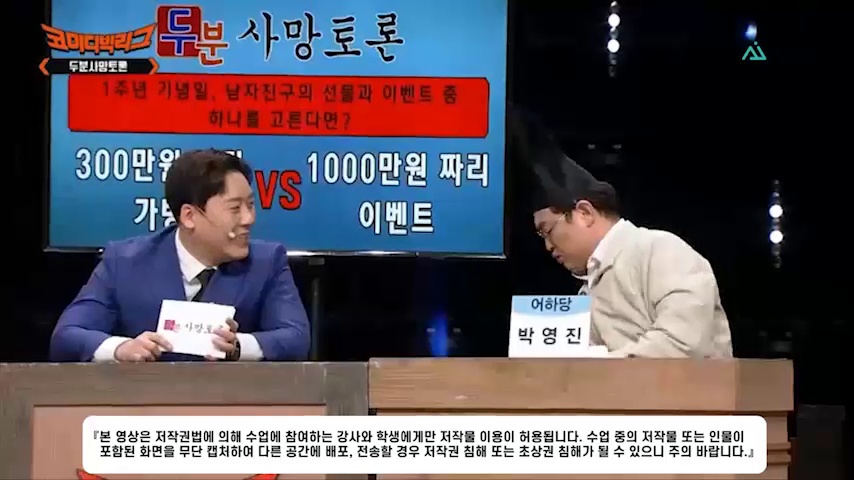 코미디빅리그
두분사망토론
두분 사망토론
1주년 기념일, 남자친구의 선물과 이벤트 중
하나를 고른다면?
300만원
VS
1000만원 짜리
이벤트
두분 사망토론
어하당
박영진
『본 영상은 저작권법에 의해 수업에 참여하는 강사와 학생에게만 저작물 이용이 허용됩니다. 수업 중의 저작물 또는 인물이
포함된 화면을 무단 캡처하여 다른 공간에 배포, 전송할 경우 저작권 침해 또는 초상권 침해가 될 수 있으니 주의 바랍니다.』